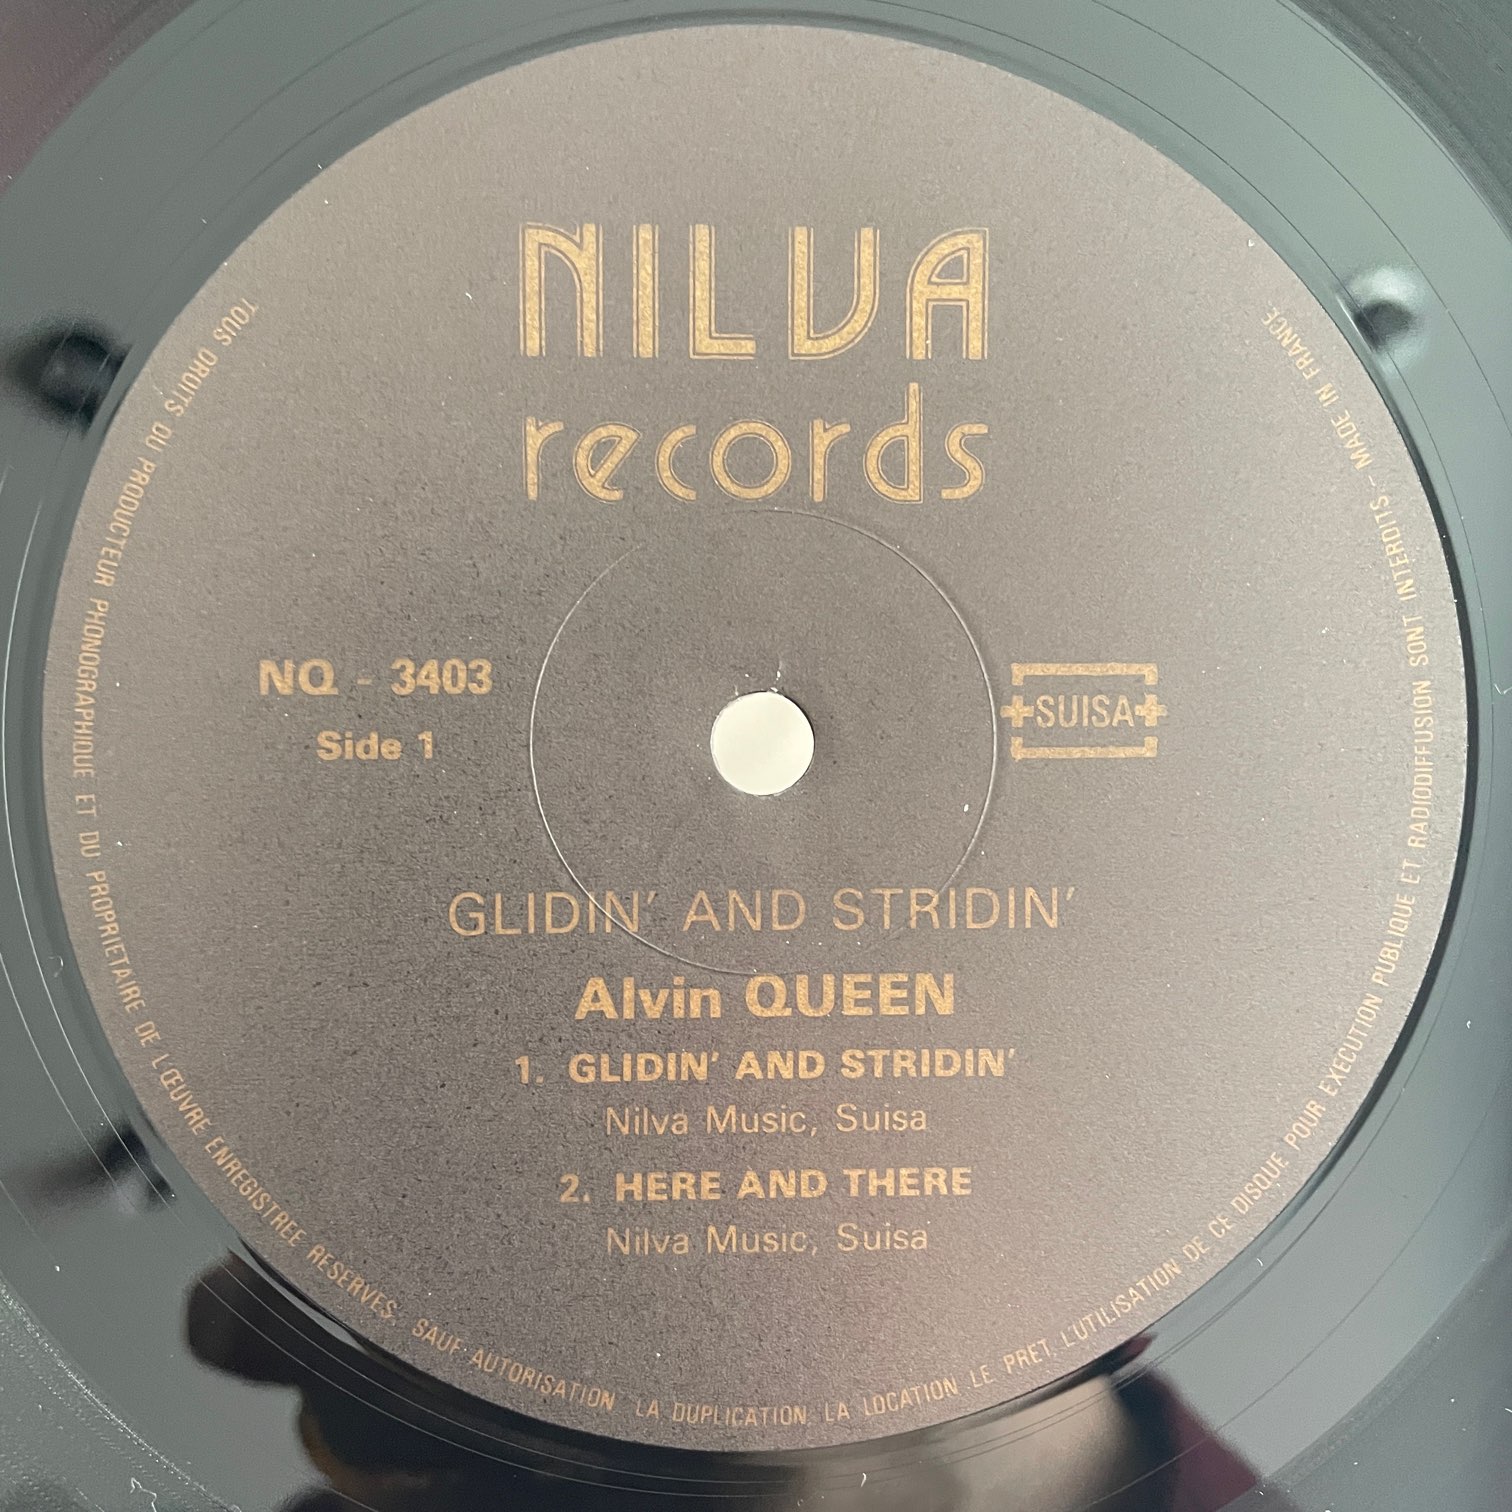 NILVA
records
NQ - 3403
Side 1
SUISA
GLIDIN' AND STRIDIN'
Alvin QUEEN
1. GLIDIN' AND STRIDIN'
Nilva Music, Suisa
2. HERE AND THERE
Nilva Music, Suisa
TOUS DROITS DU PRODUCTEUR PHONOGRAPHIQUE ET DU PROPRIETAIRE DE L'ŒUVRE ENREGISTREE RESERVES. SAUF AUTORISATION LA DUPLICATION LA LOCATION LE PRET, L'UTILISATION DE CE DISQUE POUR EXECUTION PUBLIQUE ET RADIODIFFUSION SONT INTERDITS - MADE IN FRANCE